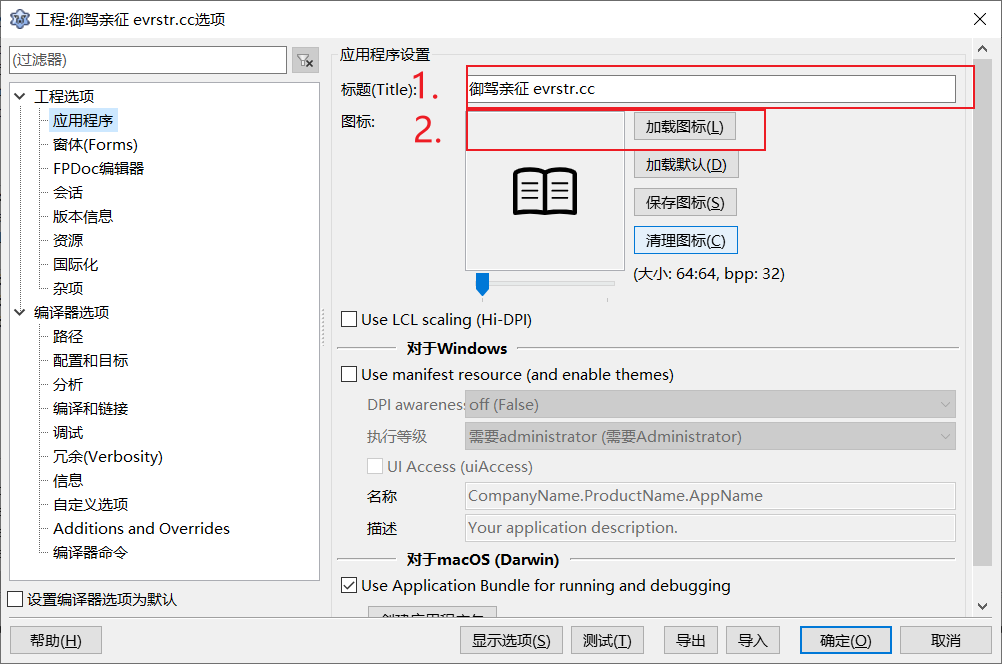 工程:御驾亲征 evrstr.cc选项
(过滤器)
工程选项
应用程序
窗体(Forms)
FPDoc编辑器
会话
版本信息
资源
国际化
杂项
编译器选项
路径
配置和目标
分析
编译和链接
调试
冗余(Verbosity)
信息
自定义选项
Additions and Overrides
编译器命令
设置编译器选项为默认
应用程序设置
标题(Title):
1.
御驾亲征 evrstr.cc
图标:
2.
加载图标(L)
加载默认(D)
保存图标(S)
清理图标(C)
(大小: 64:64, bpp: 32)
Use LCL scaling (Hi-DPI)
对于Windows
Use manifest resource (and enable themes)
DPI awareness
off (False)
执行等级
需要administrator (需要Administrator)
UI Access (uiAccess)
名称
CompanyName.ProductName.AppName
描述
Your application description.
对于macOS (Darwin)
Use Application Bundle for running and debugging
帮助(H)
显示选项(S)
测试(T)
导出
导入
确定(O)
取消